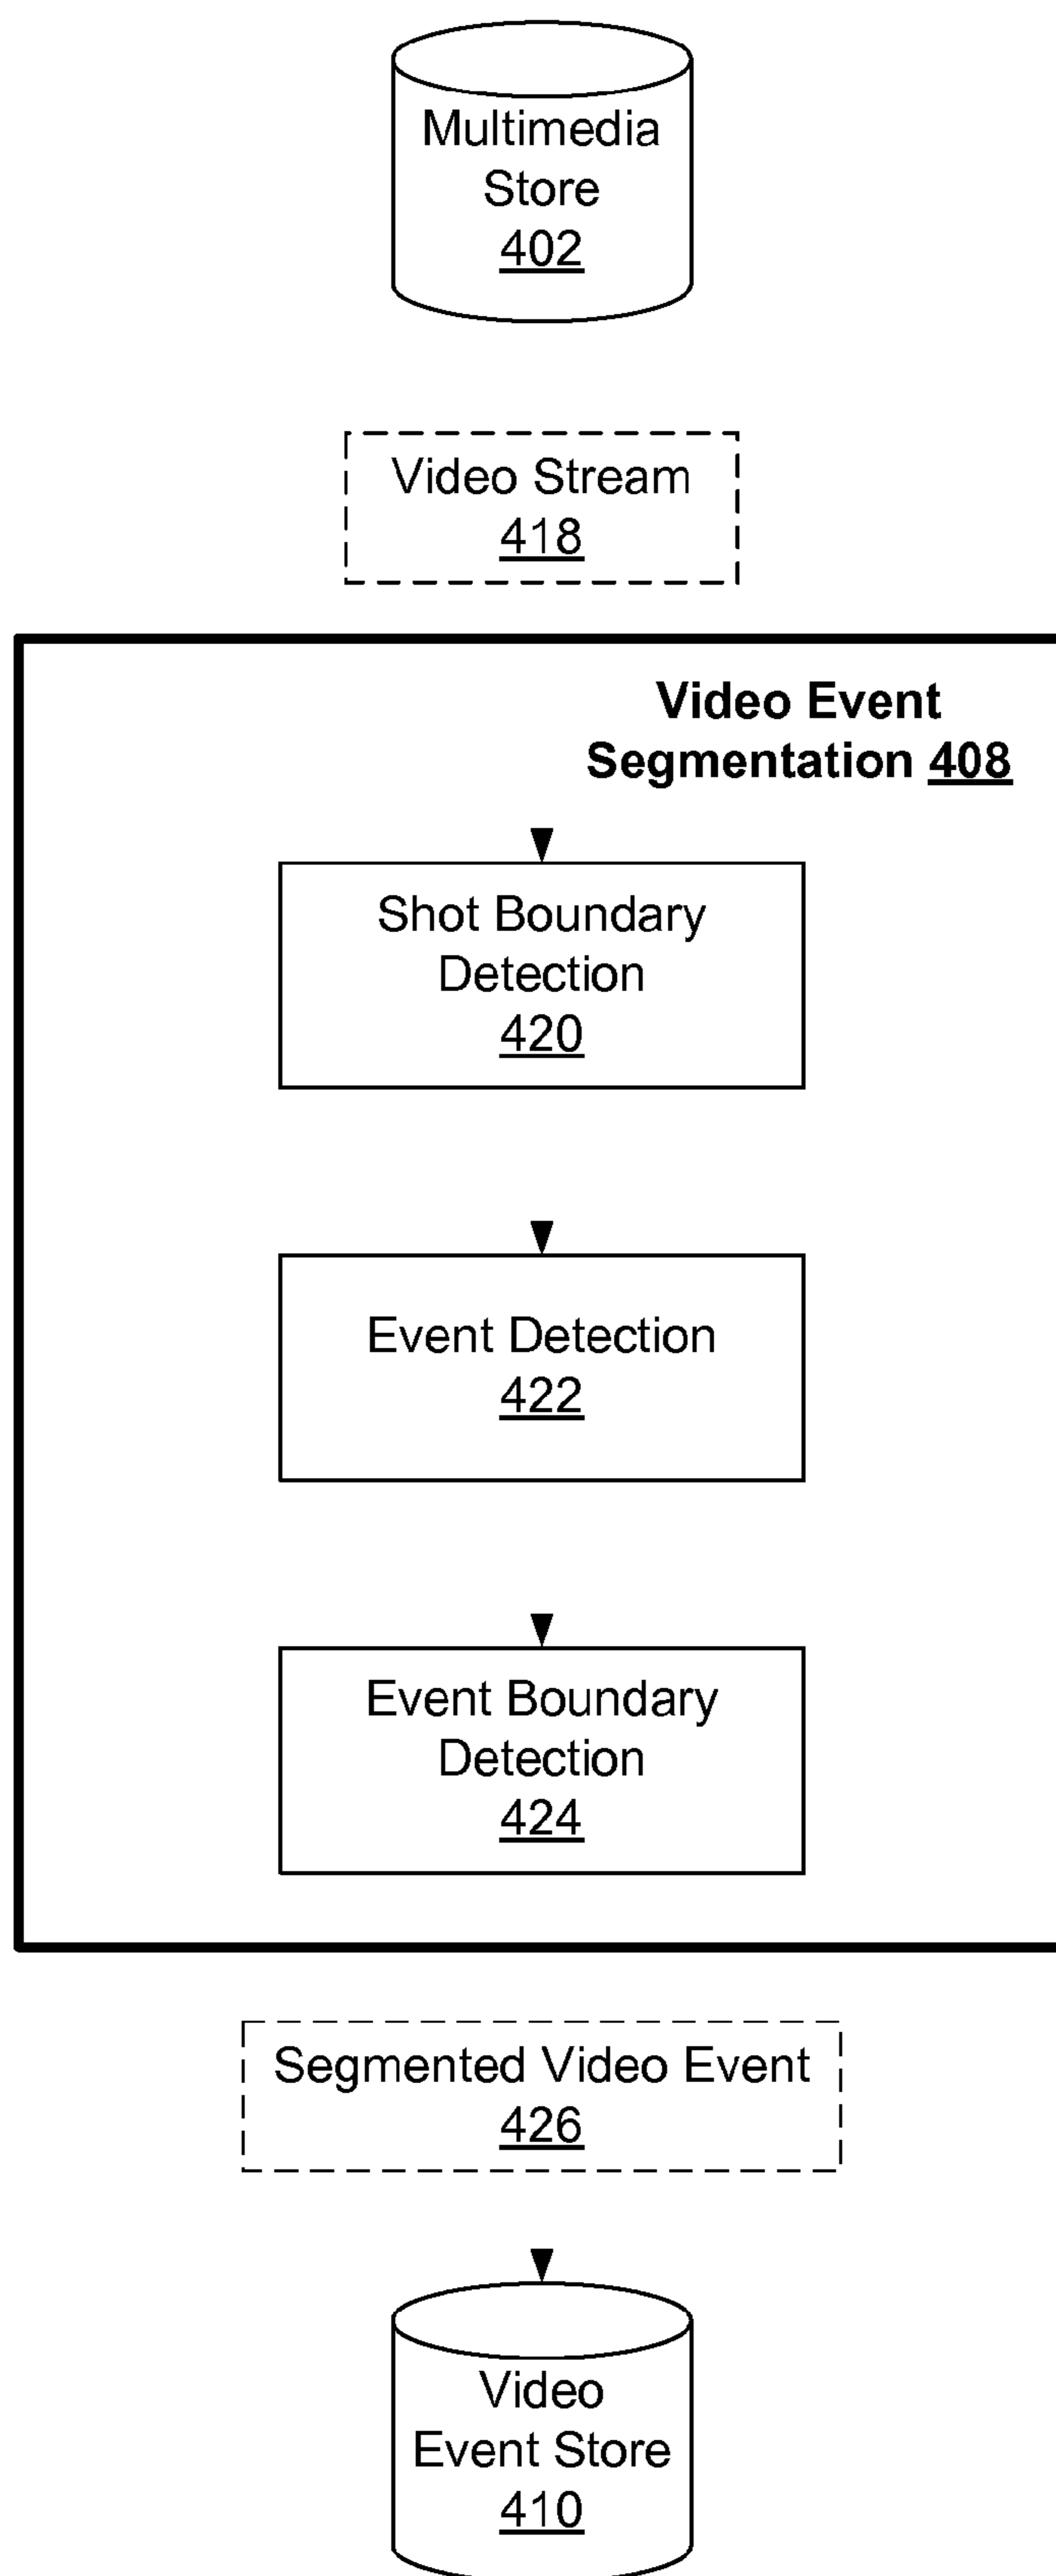 Multimedia
Store
402
Video Stream
418
Video Event
Segmentation 408
Shot Boundary
Detection
420
Event Detection
422
Event Boundary
Detection
424
Segmented Video Event
426
Video
Event Store
410